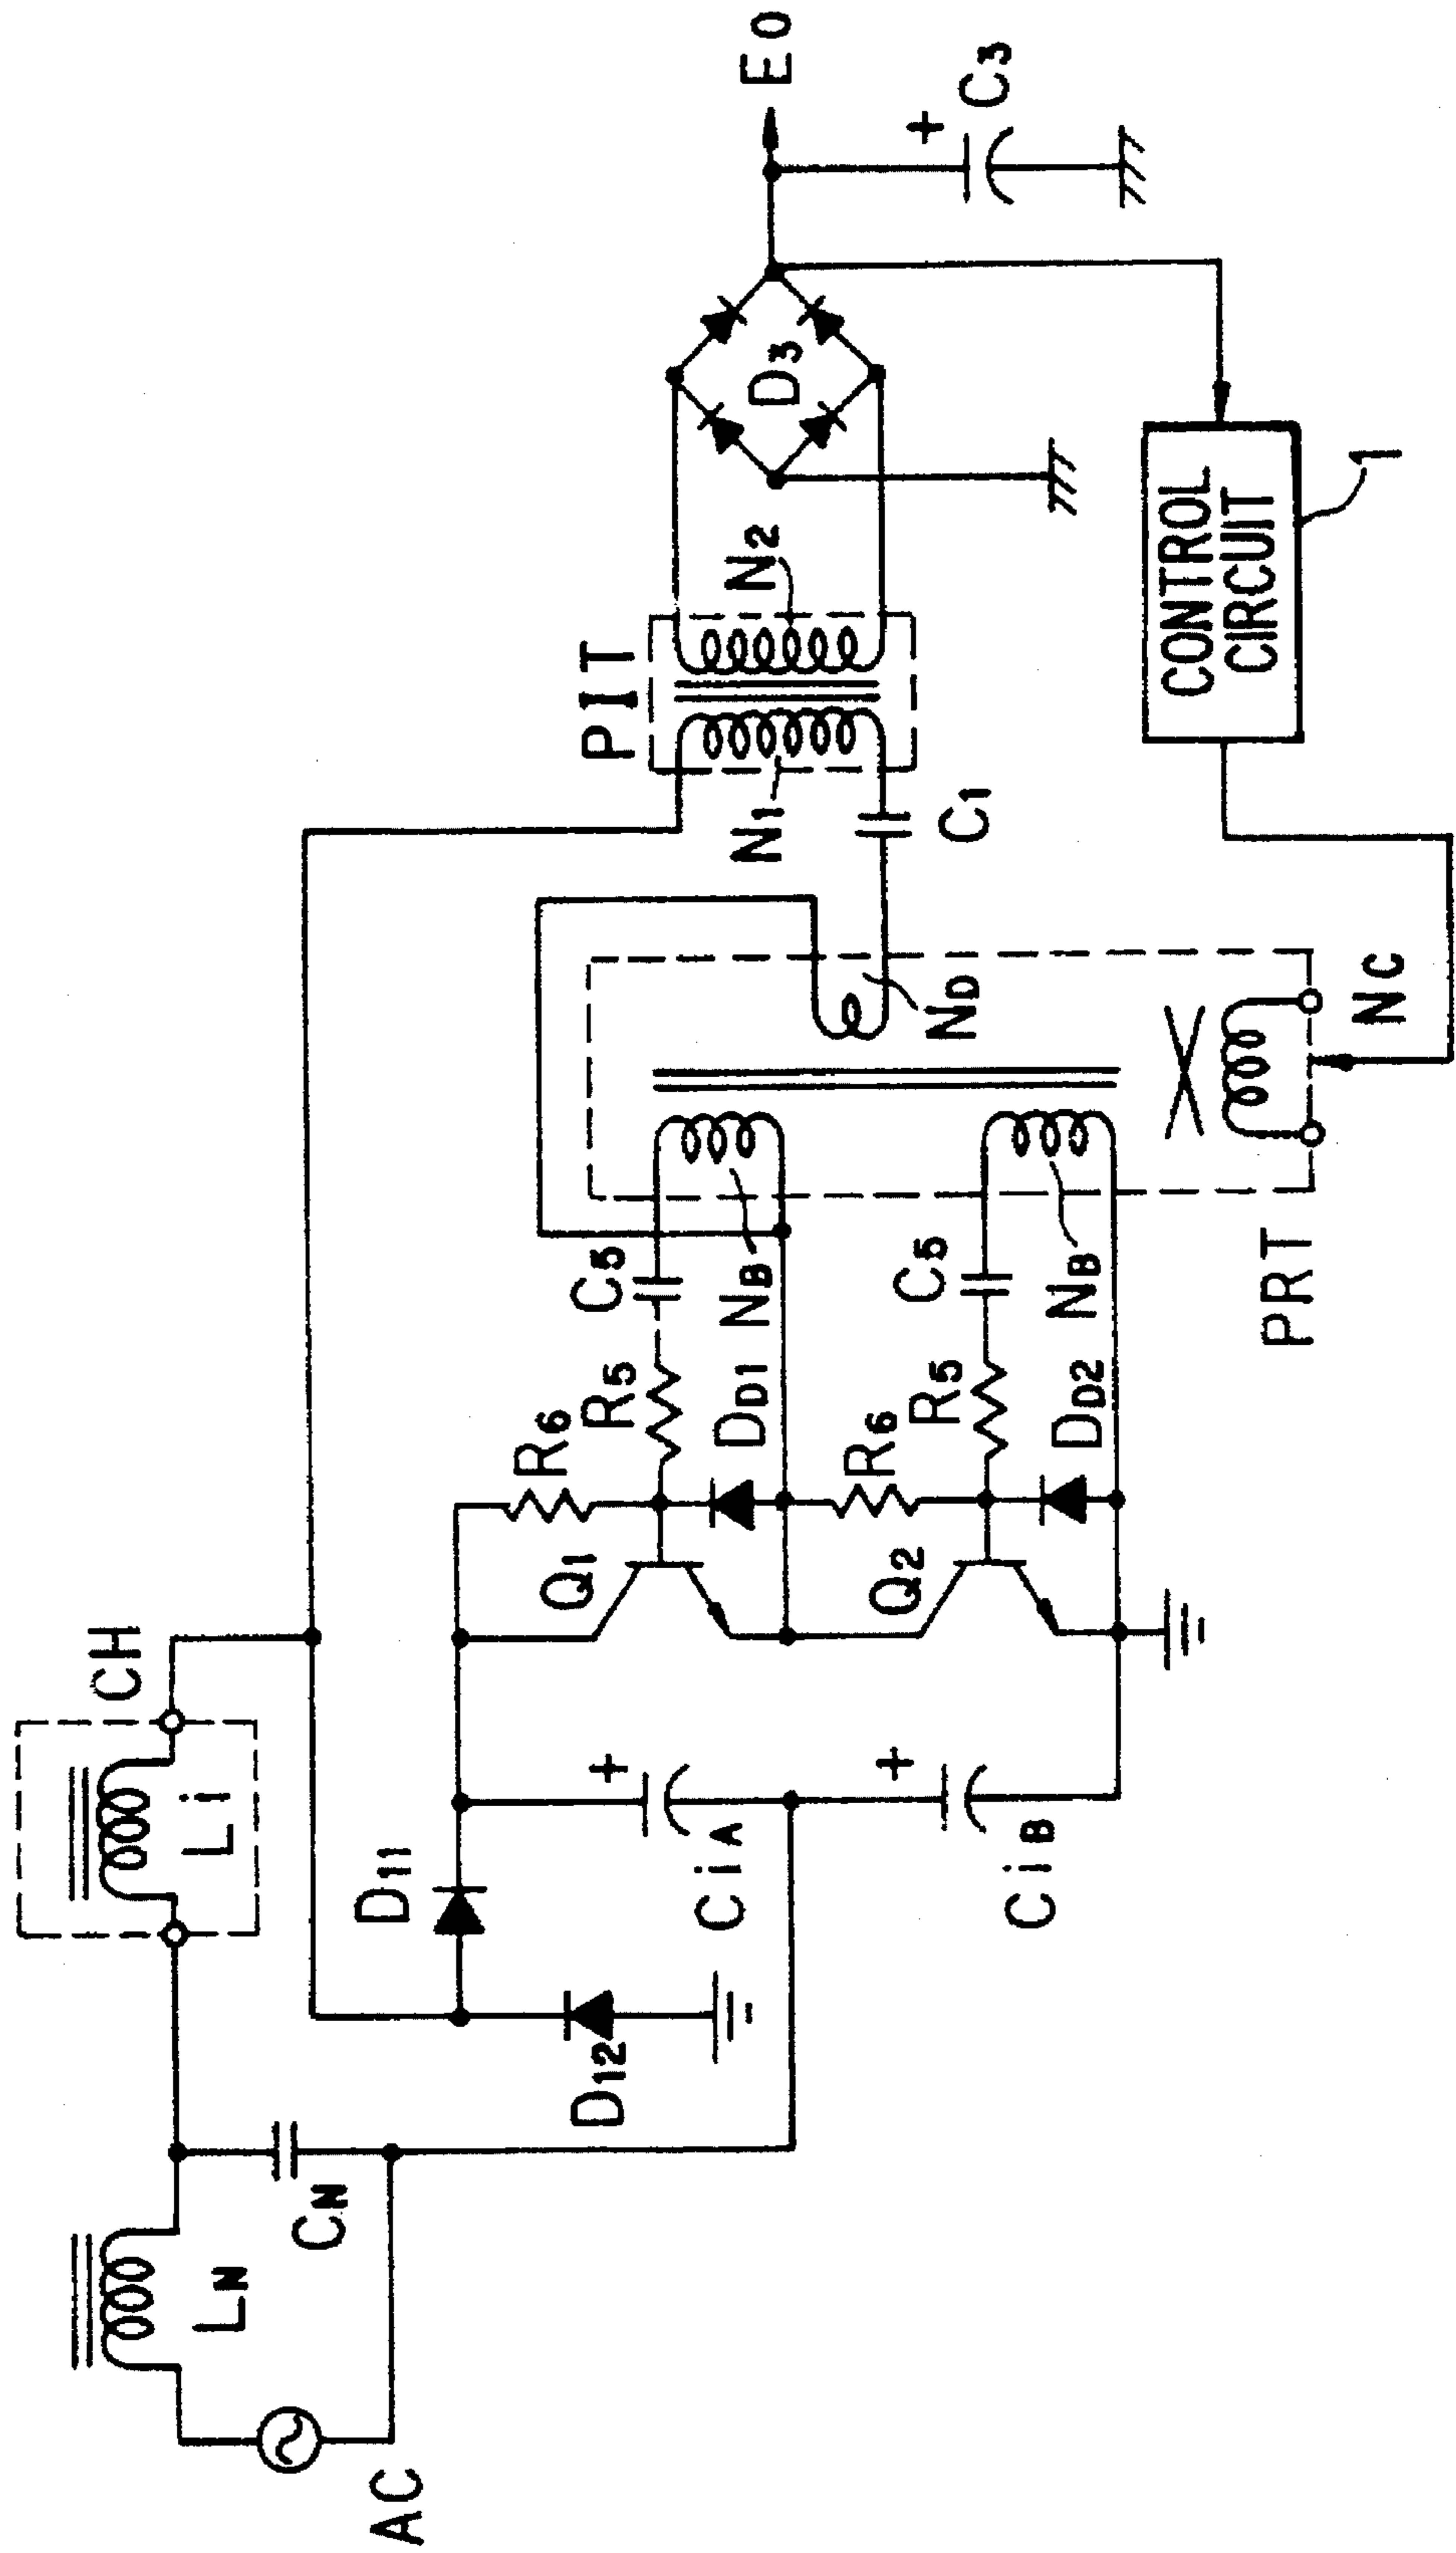 AC
LN
CN
Li
CH
D11
D12
CiA
CiB
Q1
Q2
R6
R5
C5
DD1
NB
R6
R5
C5
DD2
NB
PRT
ND
NC
C1
N1
PIT
N2
D3
CONTROL
CIRCUIT
1
+
+
+
C3
EO